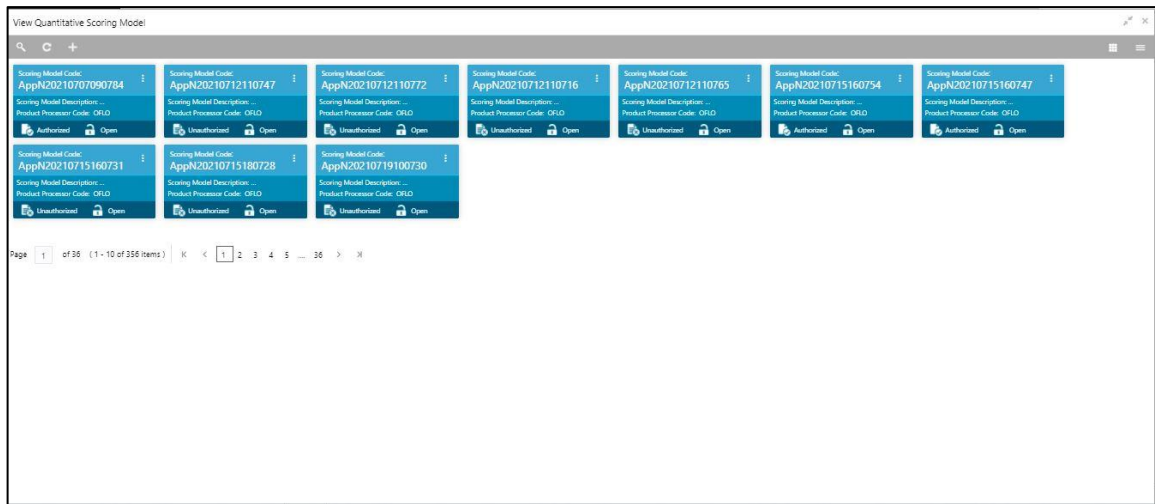 View Quantitative Scoring Model
Scoring Model Code:
AppN20210707090784
Scoring Model Description: ...
Product Processor Code: OFLO
Authorized Open
Scoring Model Code:
AppN20210712110747
Scoring Model Description: ...
Product Processor Code: OFLO
Unauthorized Open
Scoring Model Code:
AppN20210712110772
Scoring Model Description: ...
Product Processor Code: OFLO
Unauthorized Open
Scoring Model Code:
AppN20210712110716
Scoring Model Description: ...
Product Processor Code: OFLO
Unauthorized Open
Scoring Model Code:
AppN20210712110765
Scoring Model Description: ...
Product Processor Code: OFLO
Unauthorized Open
Scoring Model Code:
AppN20210715160754
Scoring Model Description: ...
Product Processor Code: OFLO
Authorized Open
Scoring Model Code:
AppN20210715160747
Scoring Model Description: ...
Product Processor Code: OFLO
Authorized Open
Scoring Model Code:
AppN20210715160731
Scoring Model Description: ...
Product Processor Code: OFLO
Unauthorized Open
Scoring Model Code:
AppN20210715180728
Scoring Model Description: ...
Product Processor Code: OFLO
Unauthorized Open
Scoring Model Code:
AppN20210719100730
Scoring Model Description: ...
Product Processor Code: OFLO
Unauthorized Open
Page 1 of 36 (1 - 10 of 356 items) 1 2 3 4 5 ... 36